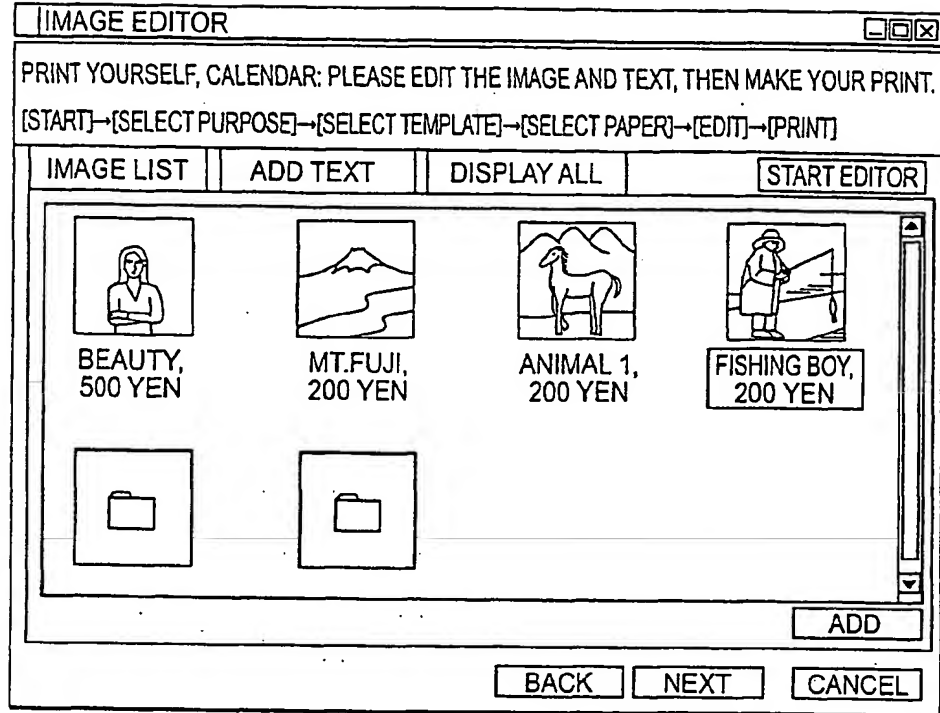 IMAGE EDITOR
PRINT YOURSELF, CALENDAR: PLEASE EDIT THE IMAGE AND TEXT, THEN MAKE YOUR PRINT.
[START]→[SELECT PURPOSE]→[SELECT TEMPLATE]→[SELECT PAPER]→[EDIT]→[PRINT]
IMAGE LIST ADD TEXT DISPLAY ALL START EDITOR
BEAUTY,
500 YEN
MT.FUJI,
200 YEN
ANIMAL 1,
200 YEN
FISHING BOY,
200 YEN
ADD
BACK NEXT CANCEL